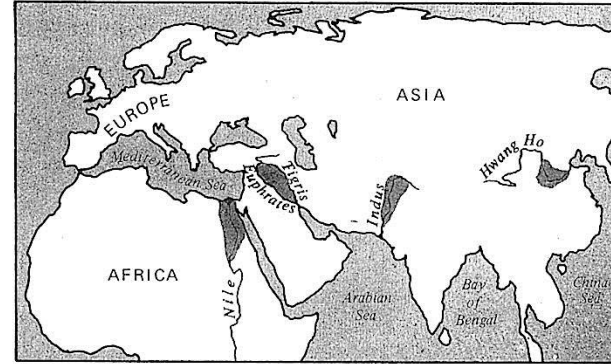 EUROPE
ASIA
Mediterranean Sea
Euphrates
Tigris
Indus
Hwang Ho
AFRICA
Nile
Arabian
Sea
Bay
of
Bengal
China
Sea